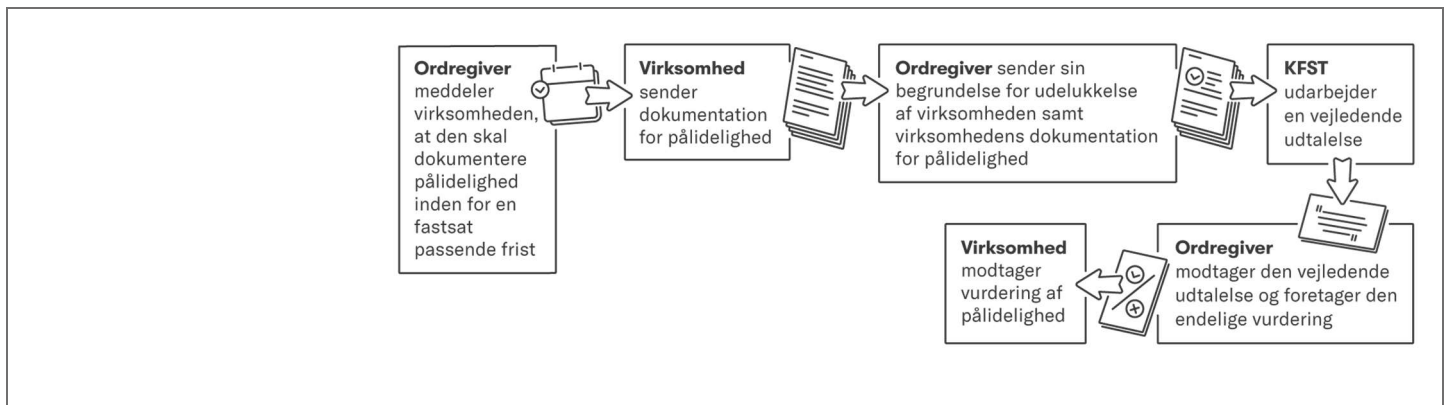 Ordregiver
meddeler
virksomheden,
at den skal
dokumentere
pålidelighed
inden for en
fastsat
passende frist
Virksomhed
sender
dokumentation
for pålidelighed
Ordregiver sender sin
begrundelse for udelukkelse
af virksomheden samt
virksomhedens dokumentation
for pålidelighed
KFST
udarbejder
en vejledende
udtalelse
Ordregiver
modtager den vejledende
udtalelse og foretager den
endelige vurdering
Virksomhed
modtager
vurdering af
pålidelighed